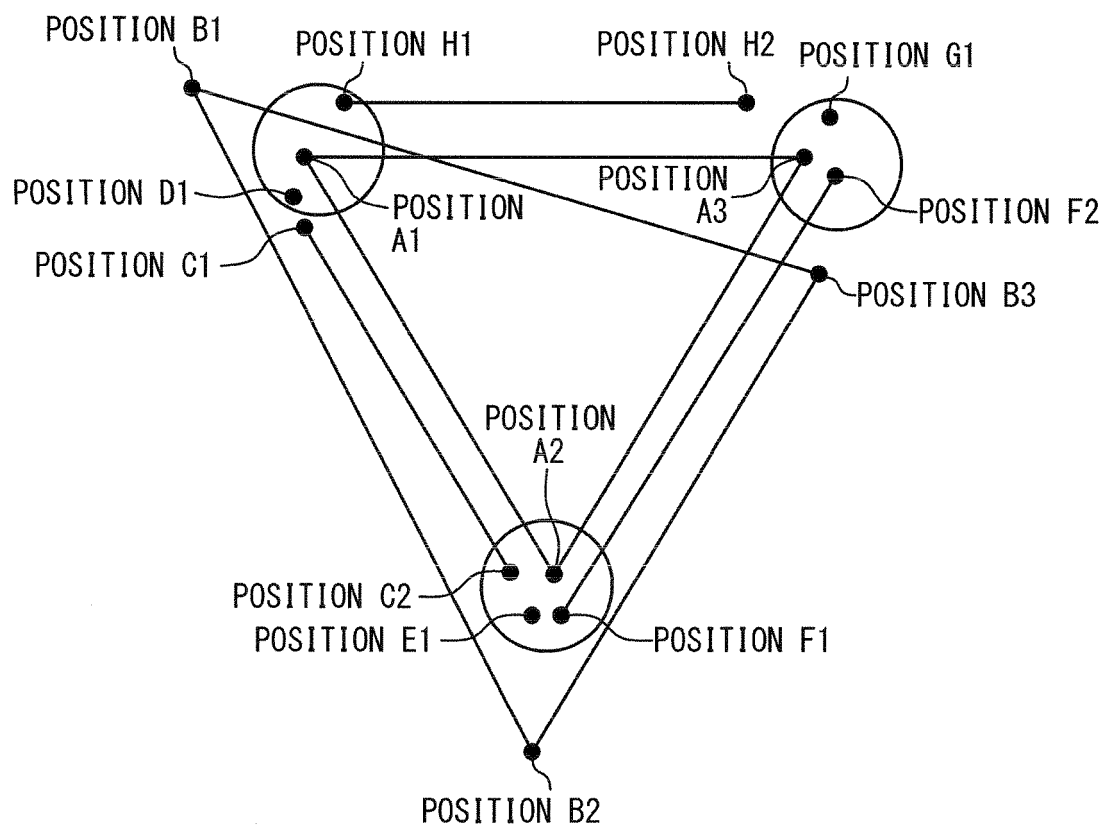 POSITION B1
POSITION H1
POSITION H2
POSITION G1
POSITION D1
POSITION
A1
POSITION
A3
POSITION F2
POSITION C1
POSITION B3
POSITION
A2
POSITION C2
POSITION E1
POSITION F1
POSITION B2